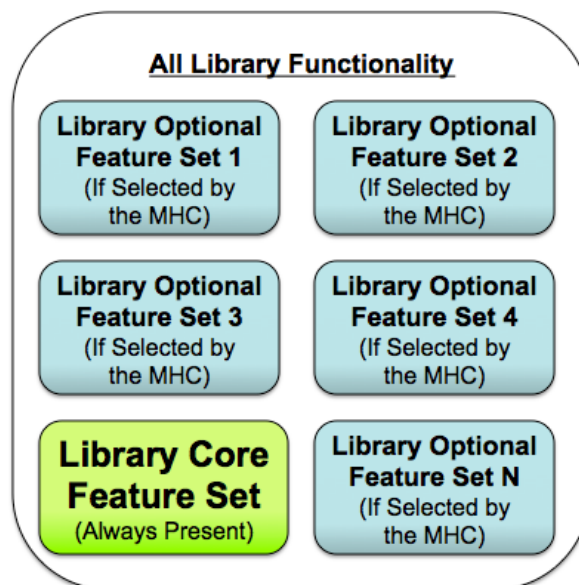 All Library Functionality
Library Optional
Feature Set 1
(If Selected by
the MHC)
Library Optional
Feature Set 2
(If Selected by
the MHC)
Library Optional
Feature Set 3
(If Selected by
the MHC)
Library Optional
Feature Set 4
(If Selected by
the MHC)
Library Core
Feature Set
(Always Present)
Library Optional
Feature Set N
(If Selected by
the MHC)